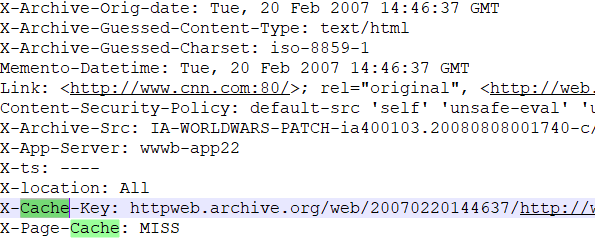 X-Archive-Orig-date: Tue, 20 Feb 2007 14:46:37 GMT
X-Archive-Guessed-Content-Type: text/html
X-Archive-Guessed-Charset: iso-8859-1
Memento-Datetime: Tue, 20 Feb 2007 14:46:37 GMT
Link: <http://www.cnn.com:80/>; rel="original", <http://web.
Content-Security-Policy: default-src 'self' 'unsafe-eval' 'u
X-Archive-Src: IA-WORLDWARS-PATCH-ia400103.20080808001740-c/
X-App-Server: wwwb-app22
X-ts: ----
X-location: All
X-Cache-Key: httpweb.archive.org/web/20070220144637/http://w
X-Page-Cache: MISS